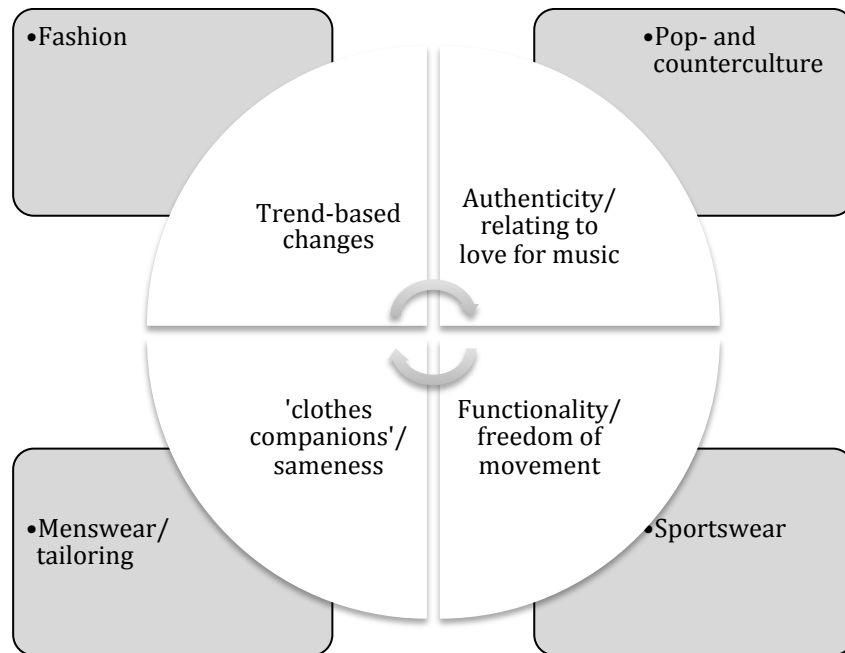 •Fashion
•Pop- and
counterculture
Trend-based
changes
Authenticity/
relating to
love for music
'clothes
companions'/
sameness
Functionality/
freedom of
movement
•Menswear/
tailoring
•Sportswear